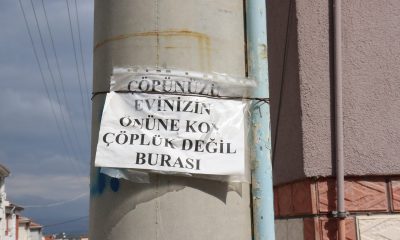 ÇÖPÜNÜZÜ
EVİNİZİN
ÖNÜNE KOY
ÇÖPLÜK DEĞİL
BURASI